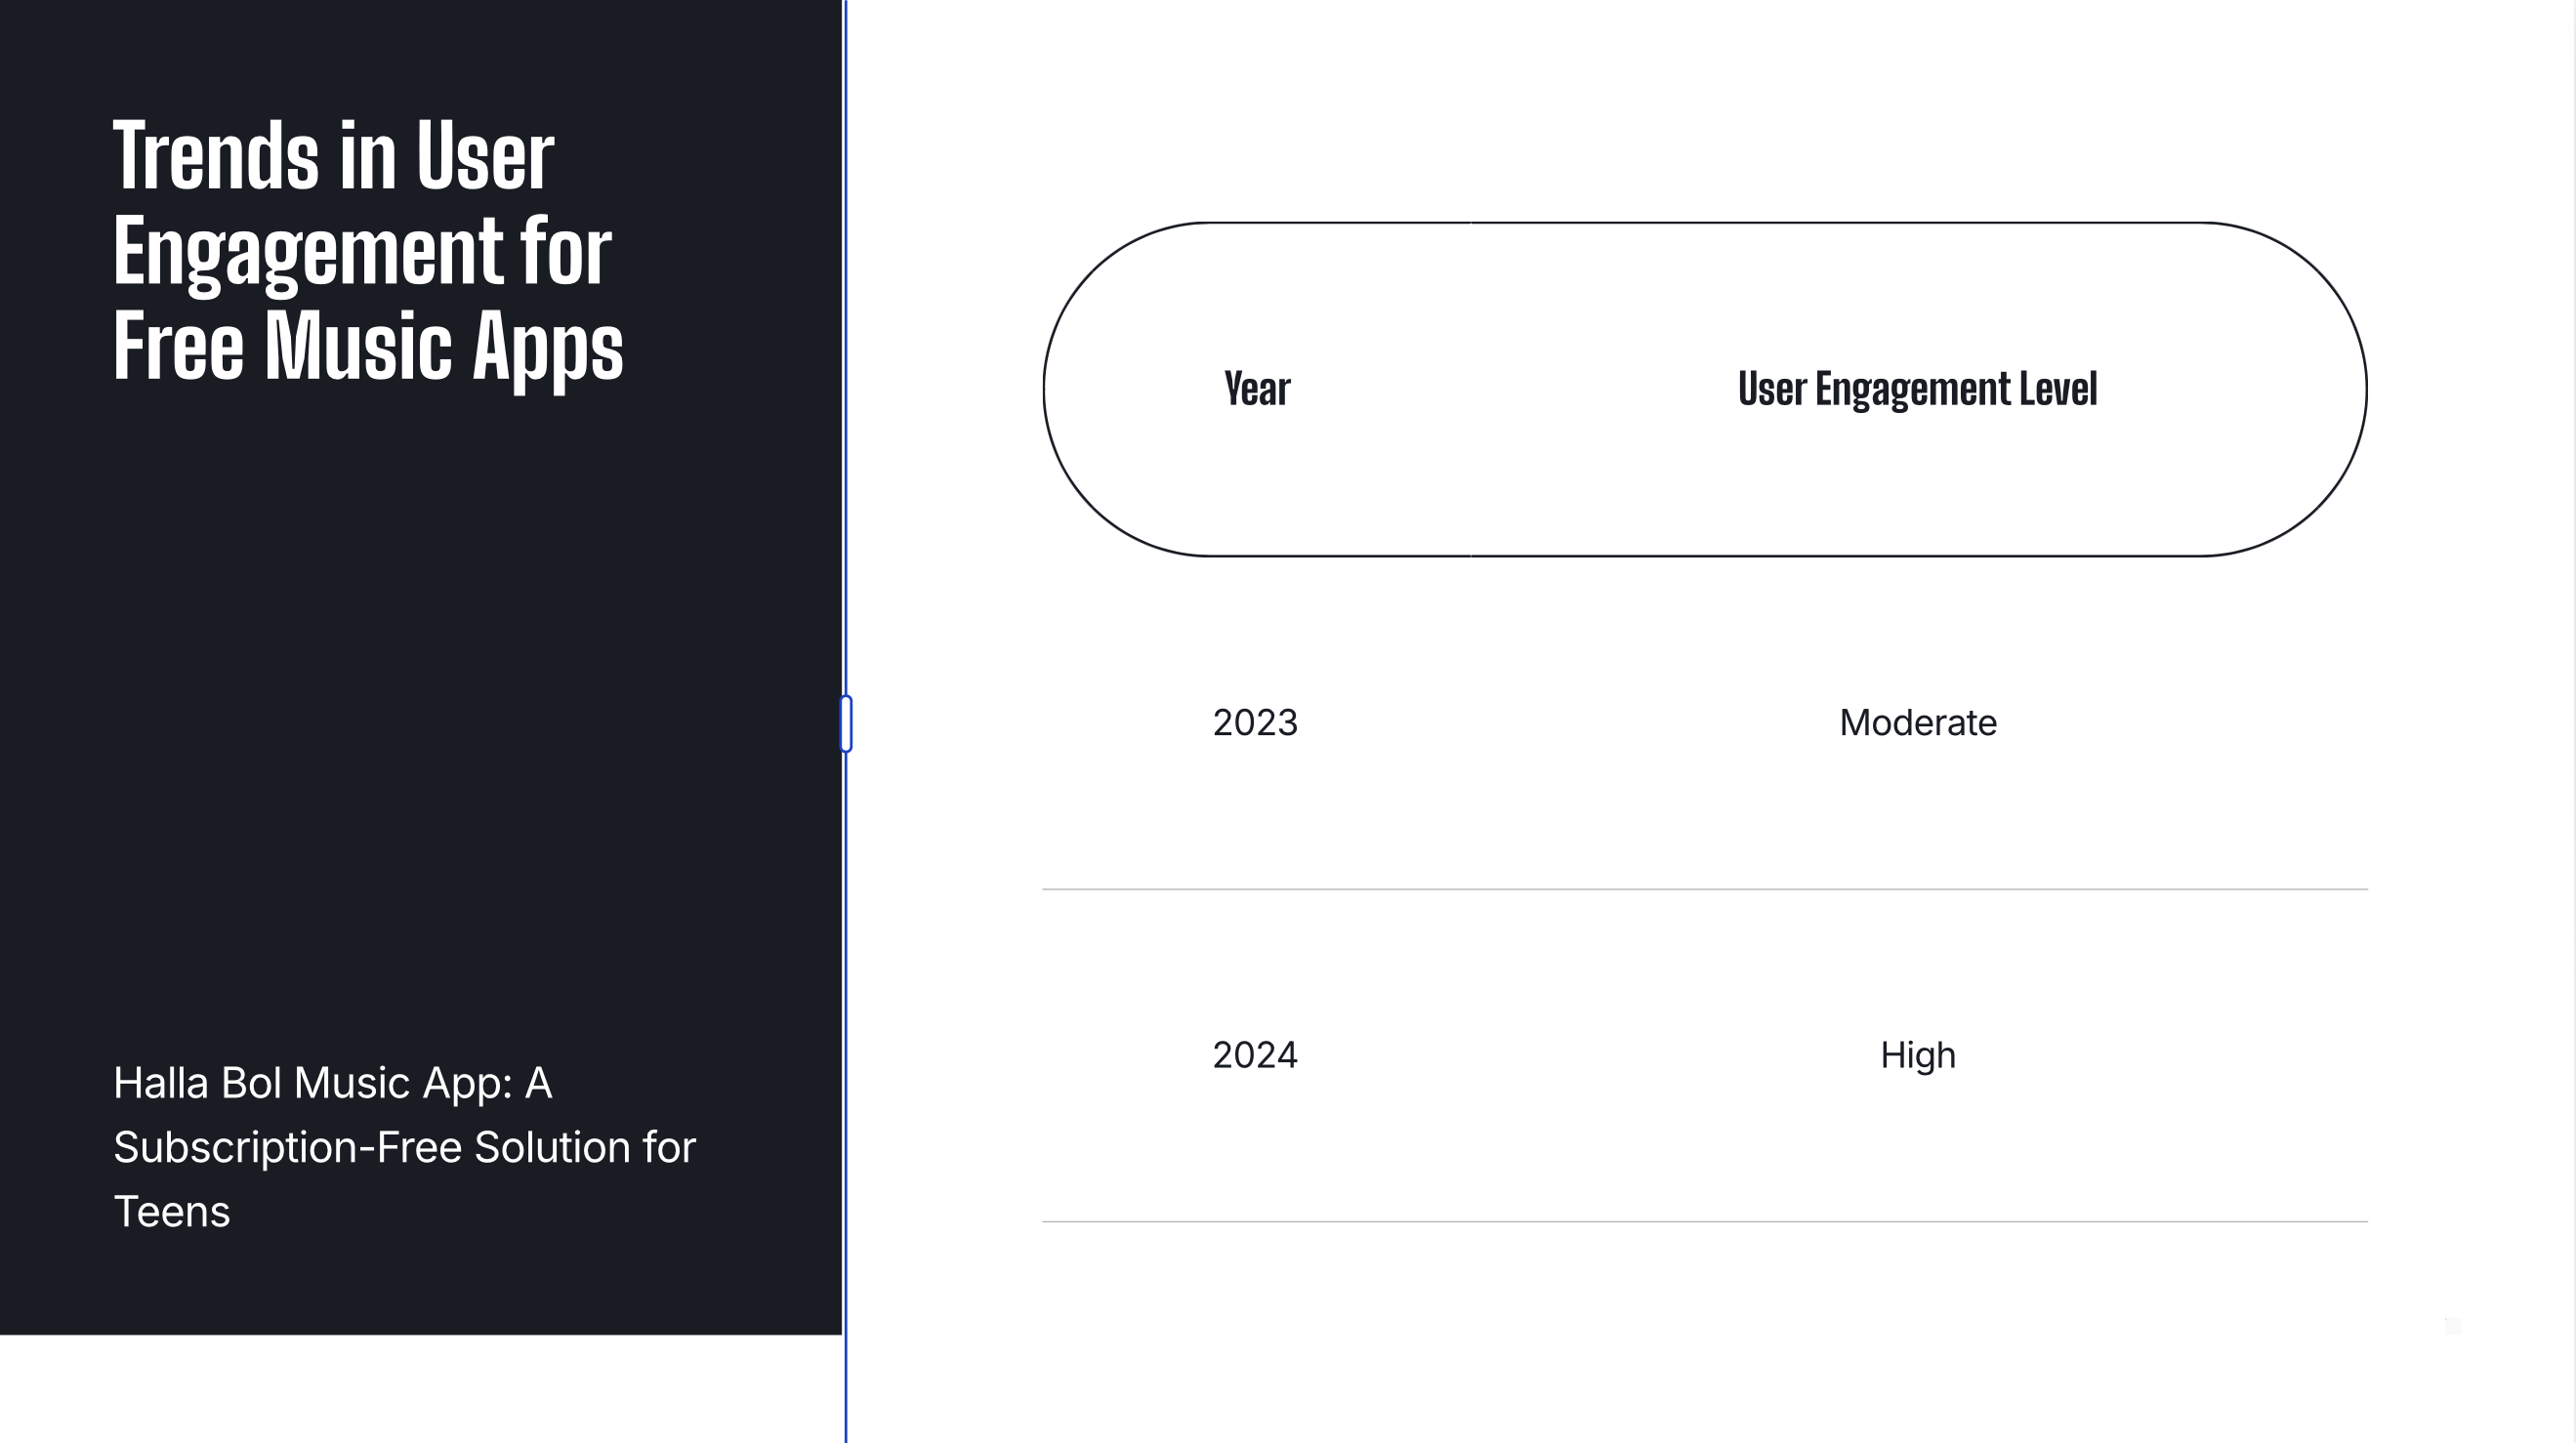 Trends in User
Engagement for
Free Music Apps
Halla Bol Music App: A
Subscription-Free Solution for
Teens
Year User Engagement Level
2023 Moderate
2024 High